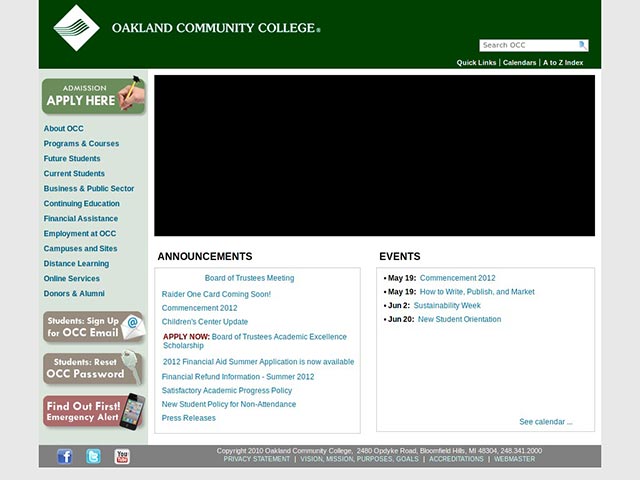 OAKLAND COMMUNITY COLLEGE®
Search OCC
Quick Links | Calendars | A to Z Index
ADMISSION
APPLY HERE
About OCC
Programs & Courses
Future Students
Current Students
Business & Public Sector
Continuing Education
Financial Assistance
Employment at OCC
Campuses and Sites
Distance Learning
Online Services
Donors & Alumni
Students: Sign Up
for OCC Email
Students: Reset
OCC Password
Find Out First!
Emergency Alert
ANNOUNCEMENTS
Board of Trustees Meeting
Raider One Card Coming Soon!
Commencement 2012
Children's Center Update
APPLY NOW: Board of Trustees Academic Excellence
Scholarship
2012 Financial Aid Summer Application is now available
Financial Refund Information - Summer 2012
Satisfactory Academic Progress Policy
New Student Policy for Non-Attendance
Press Releases
EVENTS
• May 19: Commencement 2012
• May 19: How to Write, Publish, and Market
• Jun 2: Sustainability Week
• Jun 20: New Student Orientation
See calendar ...
You Tube
Copyright 2010 Oakland Community College, 2480 Opdyke Road, Bloomfield Hills, MI 48304, 248.341.2000
PRIVACY STATEMENT | VISION, MISSION, PURPOSES, GOALS | ACCREDITATIONS | WEBMASTER